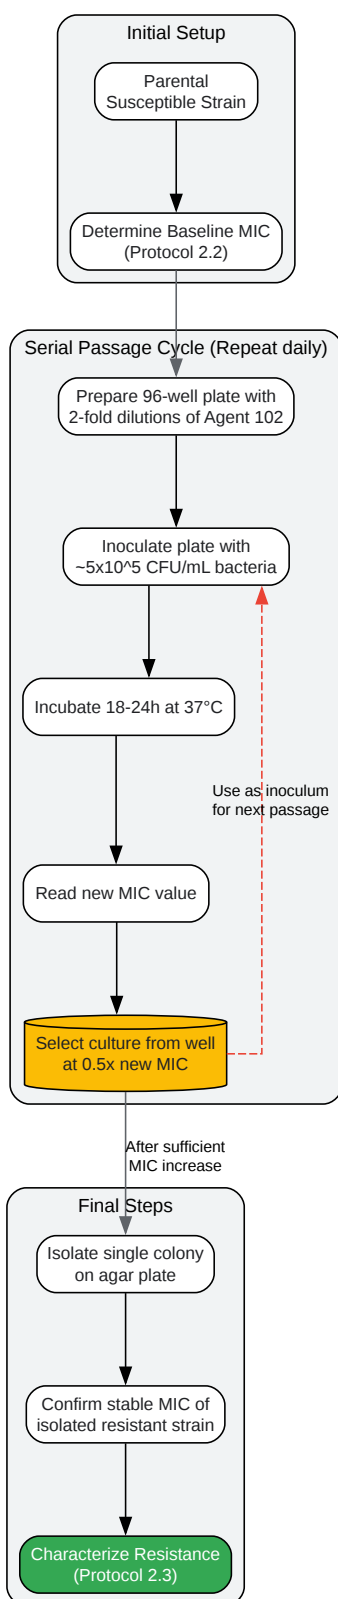 Initial Setup
Parental
Susceptible Strain
Determine Baseline MIC
(Protocol 2.2)
Serial Passage Cycle (Repeat daily)
Prepare 96-well plate with
2-fold dilutions of Agent 102
Inoculate plate with
~5x10^5 CFU/mL bacteria
Incubate 18-24h at 37°C
Use as inoculum
for next passage
Read new MIC value
Select culture from well
at 0.5x new MIC
After sufficient
MIC increase
Final Steps
Isolate single colony
on agar plate
Confirm stable MIC of
isolated resistant strain
Characterize Resistance
(Protocol 2.3)